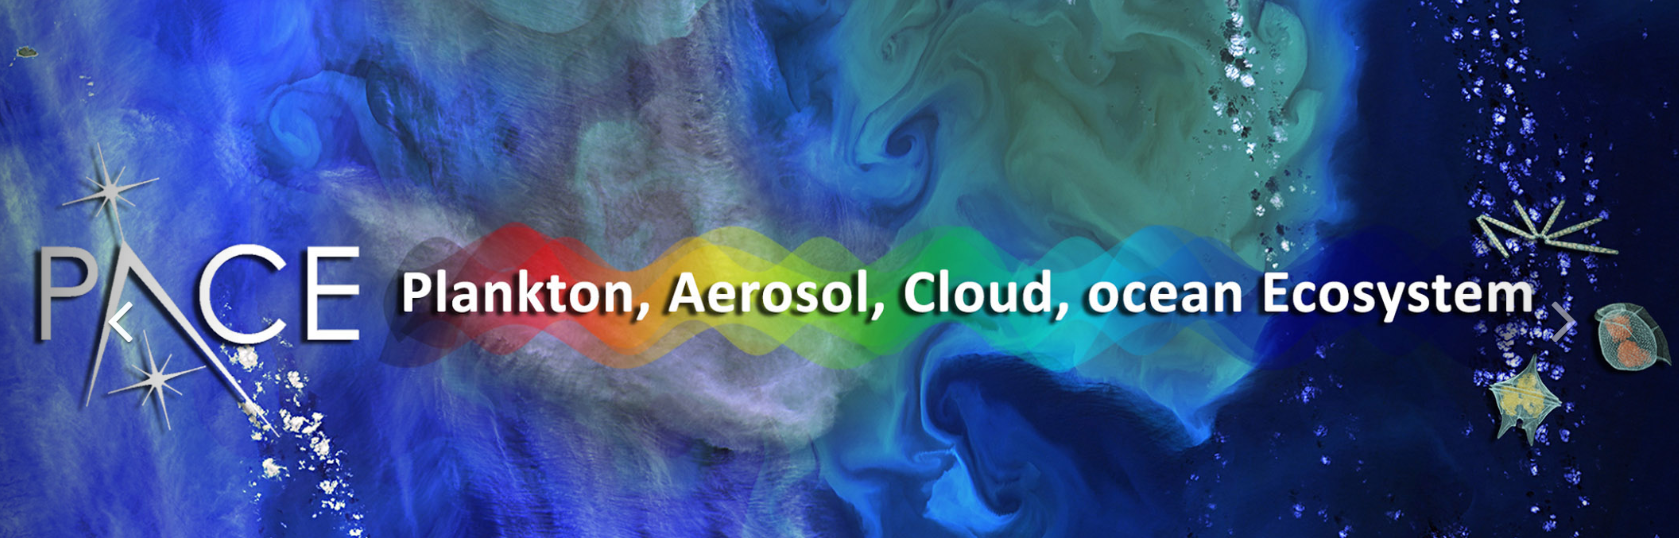 PACE
Plankton, Aerosol, Cloud, ocean Ecosystem